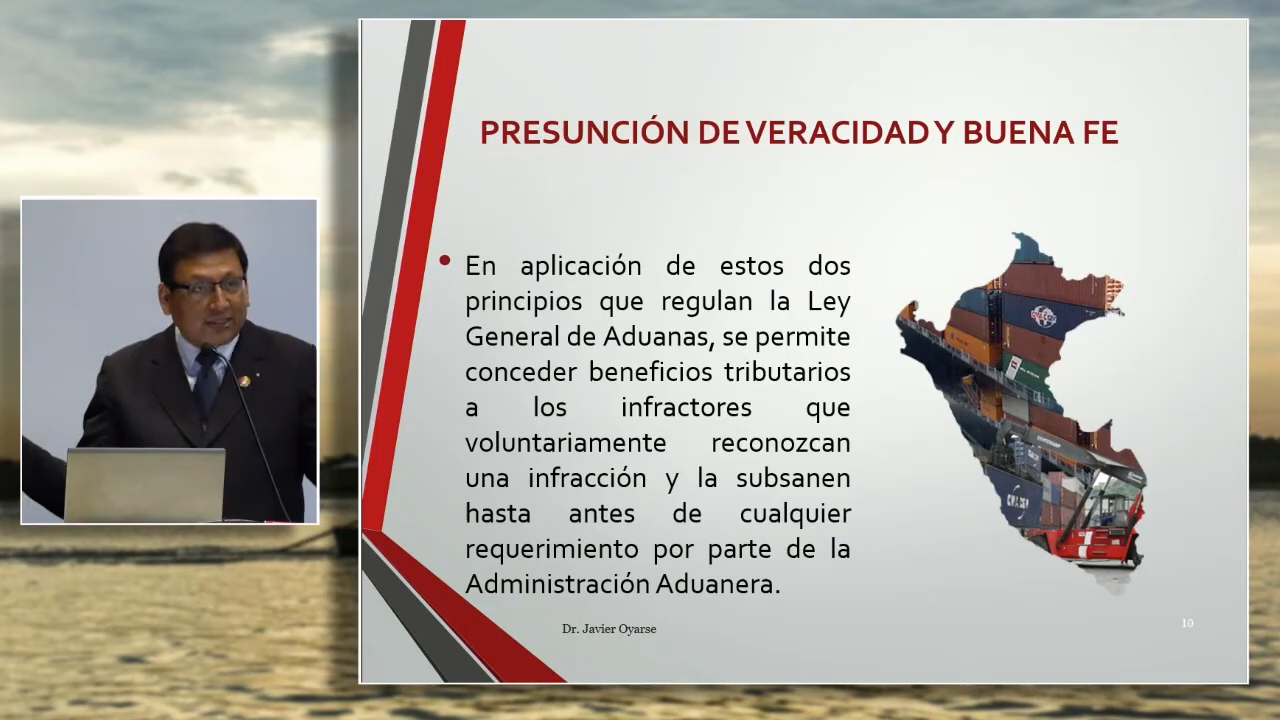 PRESUNCIÓN DE VERACIDAD Y BUENA FE
• En aplicación de estos dos
principios que regulan la Ley
General de Aduanas, se permite
conceder beneficios tributarios
a los infractores que
voluntariamente reconozcan
una infracción y la subsanen
hasta antes de cualquier
requerimiento por parte de la
Administración Aduanera.
Dr. Javier Oyarse
10